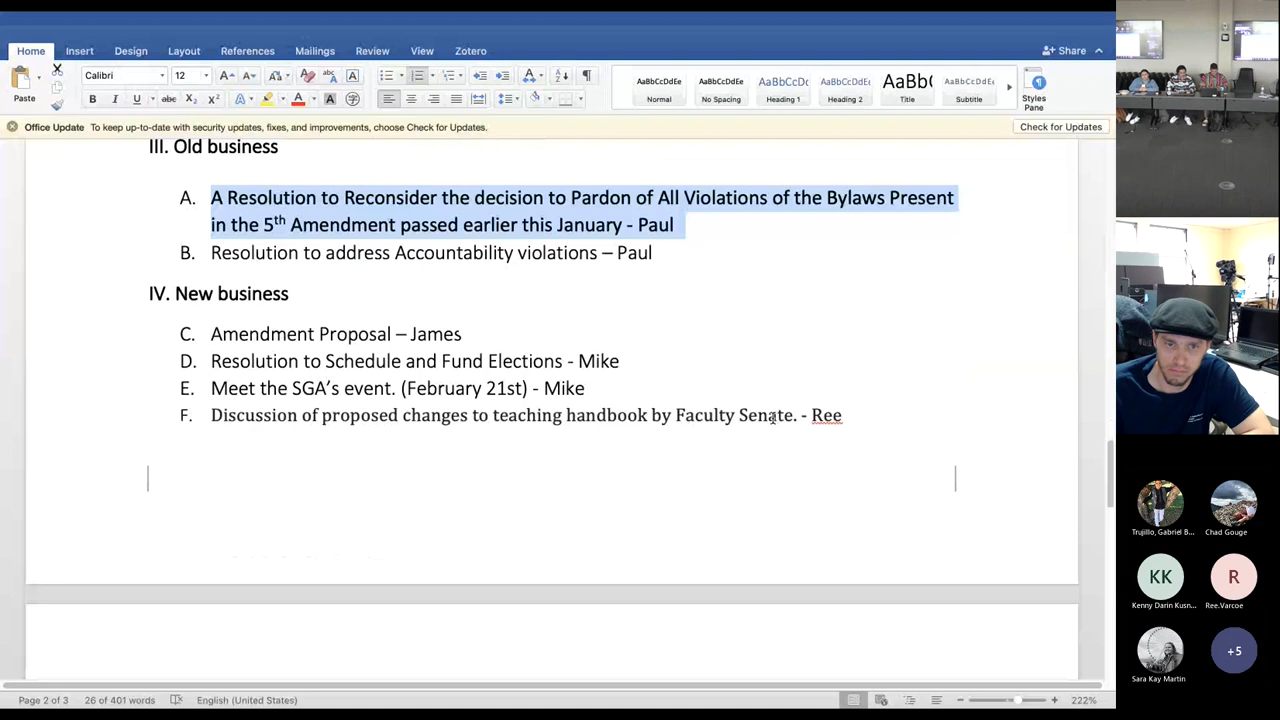 Home Insert Design Layout References Mailings Review View Zotero Share
Paste Calibri 12 AaBbCcDdEe Normal AaBbCcDdEe No Spacing AaBbCcDc Heading 1 AaBbCcDdEe Heading 2 AaBb( Title AaBbCcDdEe Subtitle Styles Pane
Office Update To keep up-to-date with security updates, fixes, and improvements, choose Check for Updates. Check for Updates
III. Old business
A. A Resolution to Reconsider the decision to Pardon of All Violations of the Bylaws Present
in the 5th Amendment passed earlier this January - Paul
B. Resolution to address Accountability violations – Paul
IV. New business
C. Amendment Proposal – James
D. Resolution to Schedule and Fund Elections - Mike
E. Meet the SGA’s event. (February 21st) - Mike
F. Discussion of proposed changes to teaching handbook by Faculty Senate. - Ree
Page 2 of 3 26 of 401 words English (United States) 222%
Trujillo, Gabriel B... Chad Gouge
KK R
Kenny Darin Kusn... Ree.Varcoe
+5
Sara Kay Martin